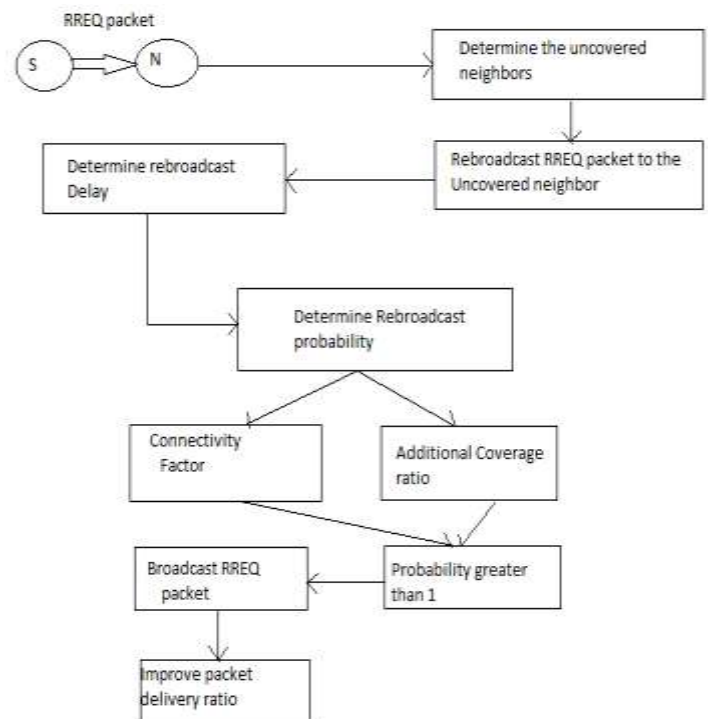 RREQ packet
S
N
Determine the uncovered
neighbors
Rebroadcast RREQ packet to the
Uncovered neighbor
Determine rebroadcast
Delay
Determine Rebroadcast
probability
Connectivity
Factor
Additional Coverage
ratio
Probability greater
than 1
Broadcast RREQ
packet
Improve packet
delivery ratio